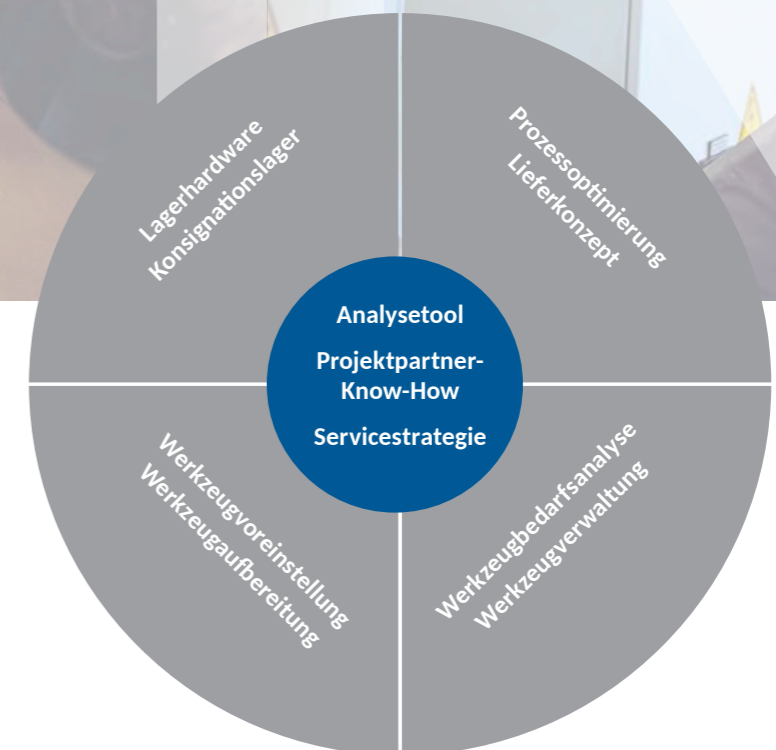 Lagerhardware
Konsignationslager
Prozessoptimierung
Lieferkonzept
Analysetool
Projektpartner-
Know-How
Servicestrategie
Werkzeugvoreinstellung
Werkzeugaufbereitung
Werkzeugbedarfsanalyse
Werkzeugverwaltung